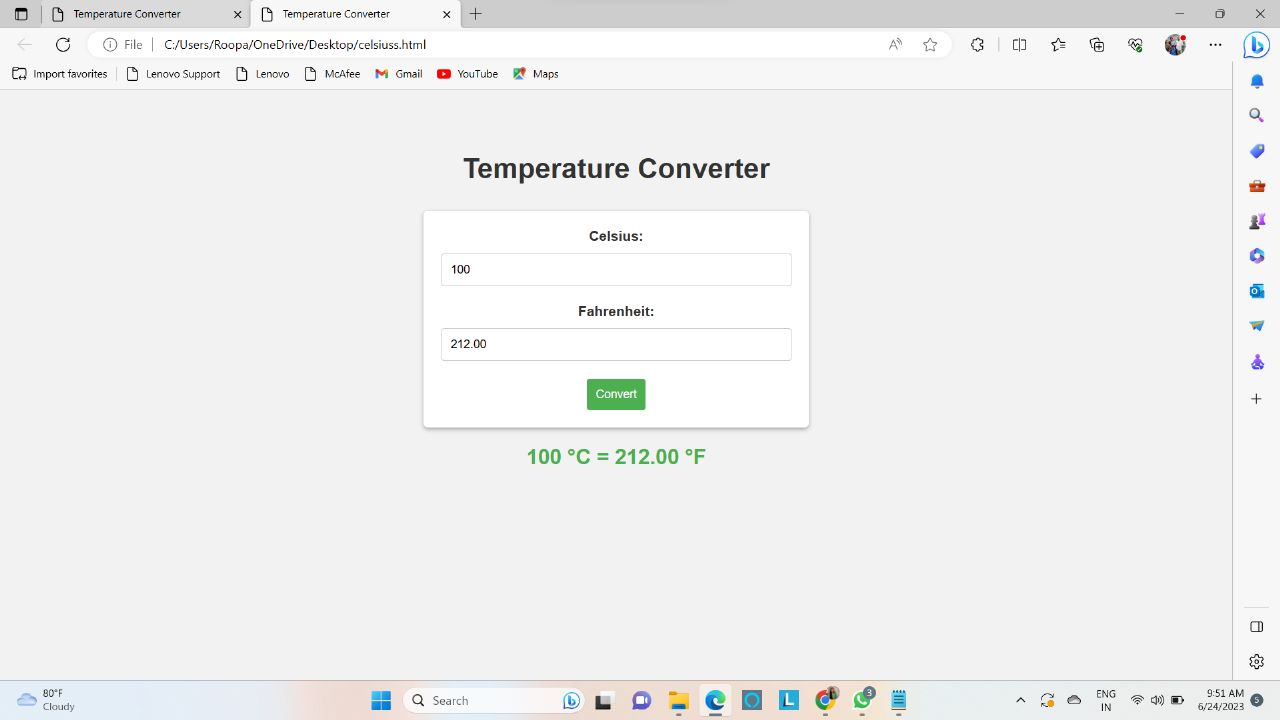 Temperature Converter
Temperature Converter
File
C:/Users/Roopa/OneDrive/Desktop/celsiuss.html
Import favorites
Lenovo Support
Lenovo
McAfee
Gmail
YouTube
Maps
Temperature Converter
Celsius:
100
Fahrenheit:
212.00
Convert
100 °C = 212.00 °F
80°F
Cloudy
Search
L
3
ENG
IN
9:51 AM
6/24/2023
5